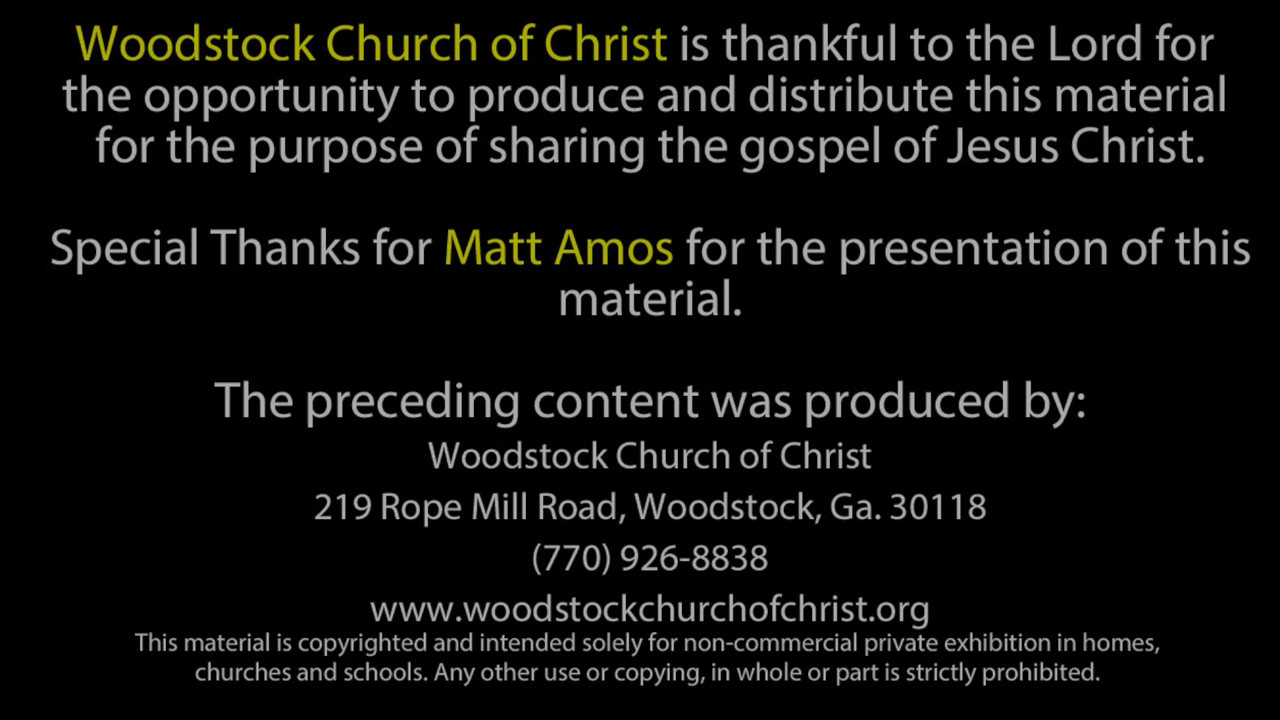 Woodstock Church of Christ is thankful to the Lord for
the opportunity to produce and distribute this material
for the purpose of sharing the gospel of Jesus Christ.
Special Thanks for Matt Amos for the presentation of this
material.
The preceding content was produced by:
Woodstock Church of Christ
219 Rope Mill Road, Woodstock, Ga. 30118
(770) 926-8838
www.woodstockchurchofchrist.org
This material is copyrighted and intended solely for non-commercial private exhibition in homes,
churches and schools. Any other use or copying, in whole or part is strictly prohibited.